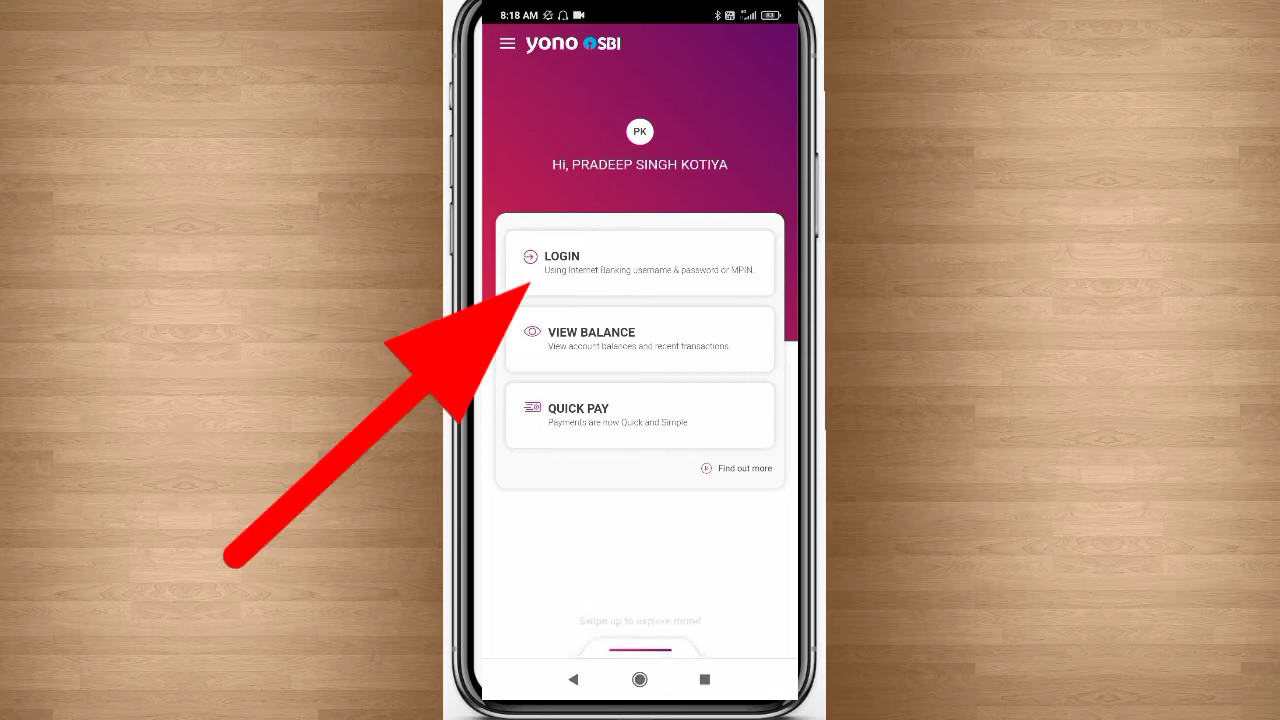 8:18 AM
yono SBI
PK
Hi, PRADEEP SINGH KOTIYA
LOGIN
Using Internet Banking username & password or MPIN.
VIEW BALANCE
View account balances and recent transactions.
QUICK PAY
Payments are now Quick and Simple
Find out more
Swipe up to explore more!